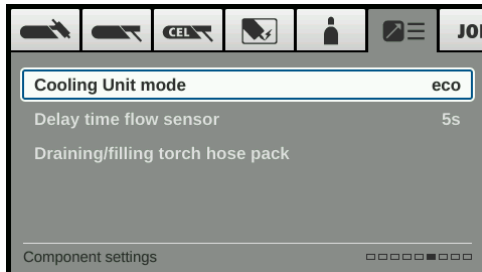 CEL
JO
Cooling Unit mode eco
Delay time flow sensor 5s
Draining/filling torch hose pack
Component settings